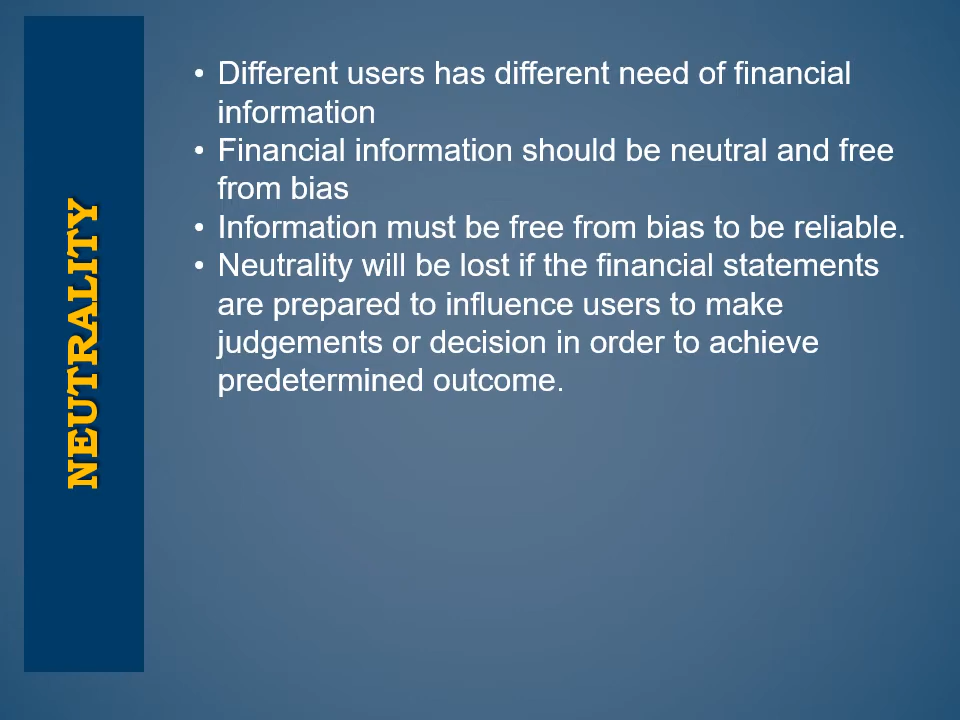 NEUTRALITY
• Different users has different need of financial
information
• Financial information should be neutral and free
from bias
• Information must be free from bias to be reliable.
• Neutrality will be lost if the financial statements
are prepared to influence users to make
judgements or decision in order to achieve
predetermined outcome.